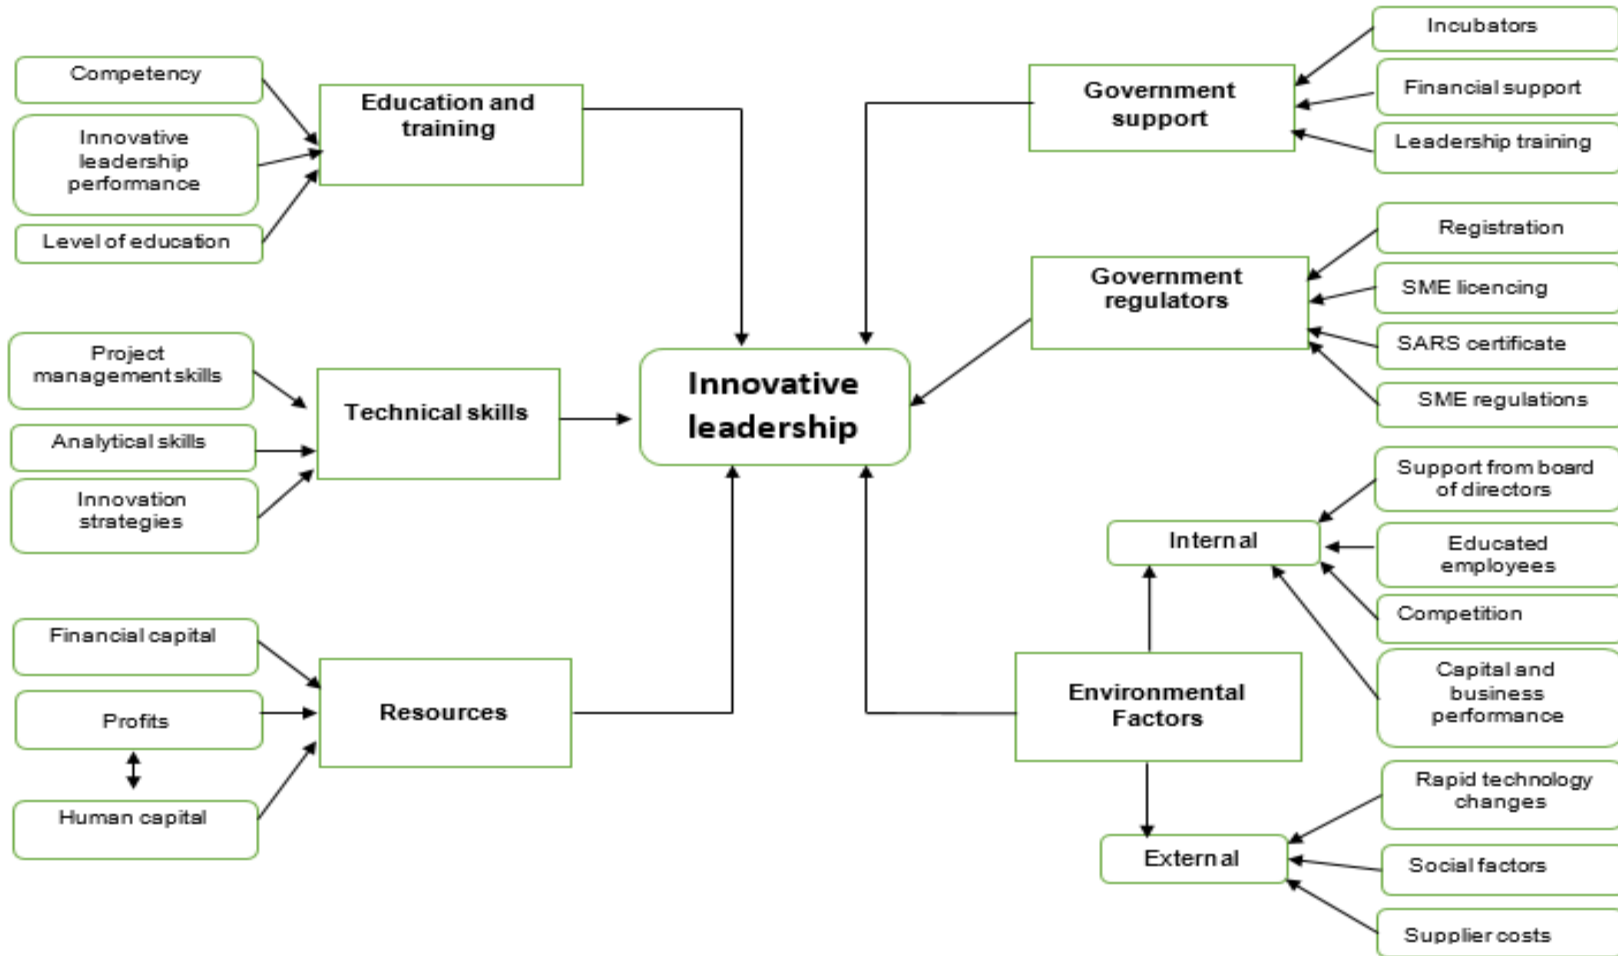 Competency
Innovative
leadership
performance
Level of education
Education and
training
Project
management skills
Analytical skills
Innovation
strategies
Technical skills
Financial capital
Profits
Human capital
Resources
Innovative
leadership
Government
support
Incubators
Financial support
Leadership training
Government
regulators
Registration
SME licencing
SARS certificate
SME regulations
Internal
Support from board
of directors
Educated
employees
Competition
Capital and
business
performance
Environmental
Factors
External
Rapid technology
changes
Social factors
Supplier costs